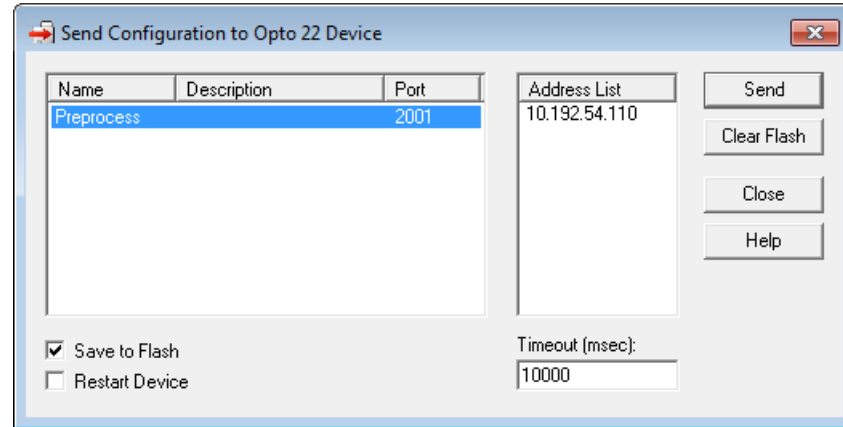 Send Configuration to Opto 22 Device
Name Description Port
Preprocess 2001
Address List
10.192.54.110
Send
Clear Flash
Close
Help
Save to Flash
Restart Device
Timeout (msec):
10000